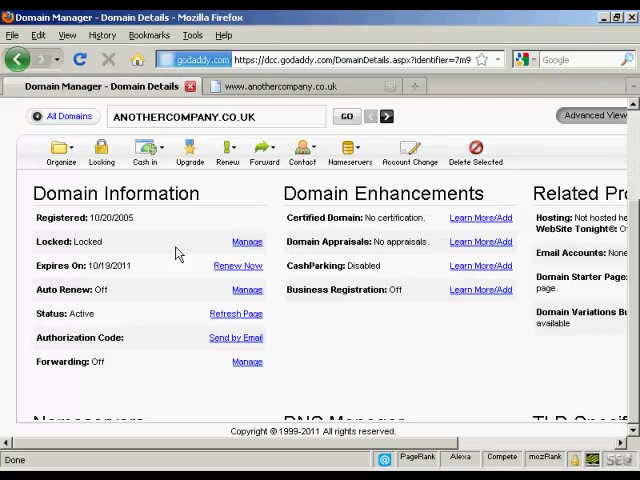 Domain Manager - Domain Details - Mozilla Firefox
File Edit View History Bookmarks Tools Help
godaddy.com https://dcc.godaddy.com/DomainDetails.aspx?identifier=7m9 Google
Domain Manager - Domain Details www.anothercompany.co.uk
All Domains ANOTHERCOMPANY.CO.UK GO Advanced View
Organize Locking Cash in Upgrade Renew Forward Contact Nameservers Account Change Delete Selected
Domain Information Domain Enhancements Related Pro
Registered: 10/20/2005 Certified Domain: No certification. Learn More/Add Hosting: Not hosted he
WebSite Tonight®:
Locked: Locked Manage Domain Appraisals: No appraisals. Learn More/Add Email Accounts: None
Expires On: 10/19/2011 Renew Now CashParking: Disabled Learn More/Add Domain Starter Page:
page.
Auto Renew: Off Manage Business Registration: Off Learn More/Add
Domain Variations
available
Status: Active Refresh Page
Authorization Code: Send by Email
Forwarding: Off Manage
Nameservers DNS Manager TLD Specif
Copyright © 1999-2011 All rights reserved.
Done PageRank Alexa Compete mozRank SEO